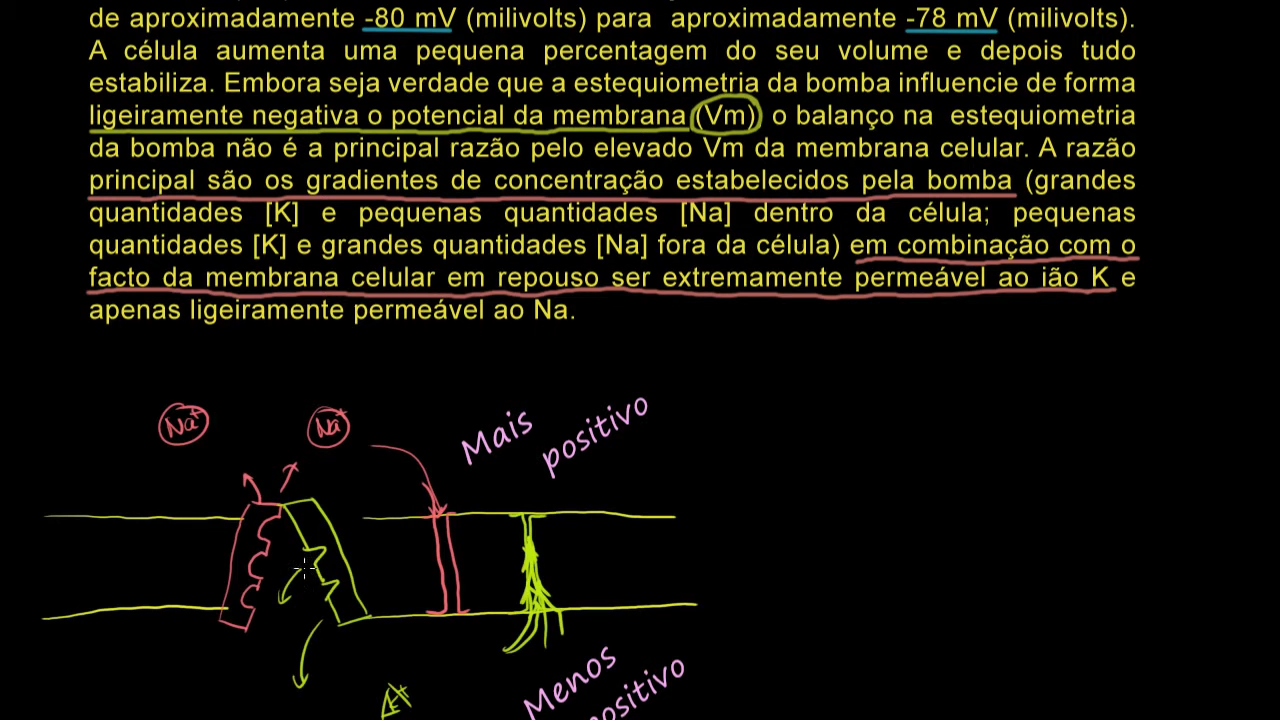 de aproximadamente -80 mV (milivolts) para aproximadamente -78 mV (milivolts).
A célula aumenta uma pequena percentagem do seu volume e depois tudo
estabiliza. Embora seja verdade que a estequiometria da bomba influencie de forma
ligeiramente negativa o potencial da membrana (Vm) o balanço na estequiometria
da bomba não é a principal razão pelo elevado Vm da membrana celular. A razão
principal são os gradientes de concentração estabelecidos pela bomba (grandes
quantidades [K] e pequenas quantidades [Na] dentro da célula; pequenas
quantidades [K] e grandes quantidades [Na] fora da célula) em combinação com o
facto da membrana celular em repouso ser extremamente permeável ao ião K e
apenas ligeiramente permeável ao Na.
Na+ Na+
Mais positivo
Menos positivo